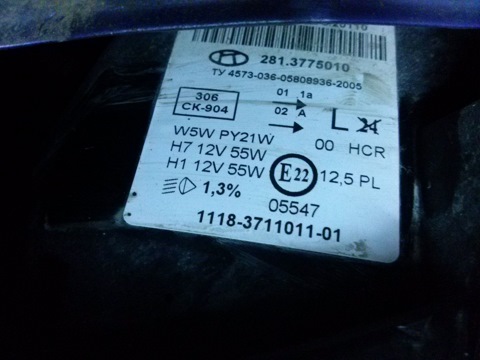 281.3775010
ТУ 4573-036-05808936-2005
306
СК-904
01 1a
02 A
L 24
W5W PY21W
00 HCR
H7 12V 55W
H1 12V 55W
E22
12,5 PL
1,3%
05547
1118-3711011-01